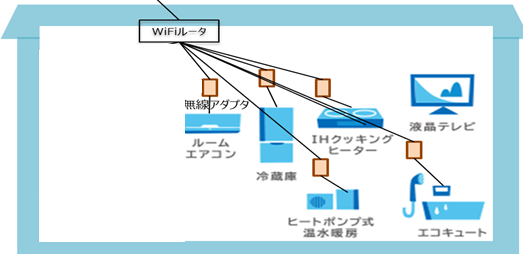 WiFiルータ
無線アダプタ
ルーム
エアコン
冷蔵庫
IHクッキング
ヒーター
液晶テレビ
ヒートポンプ式
温水暖房
エコキュート